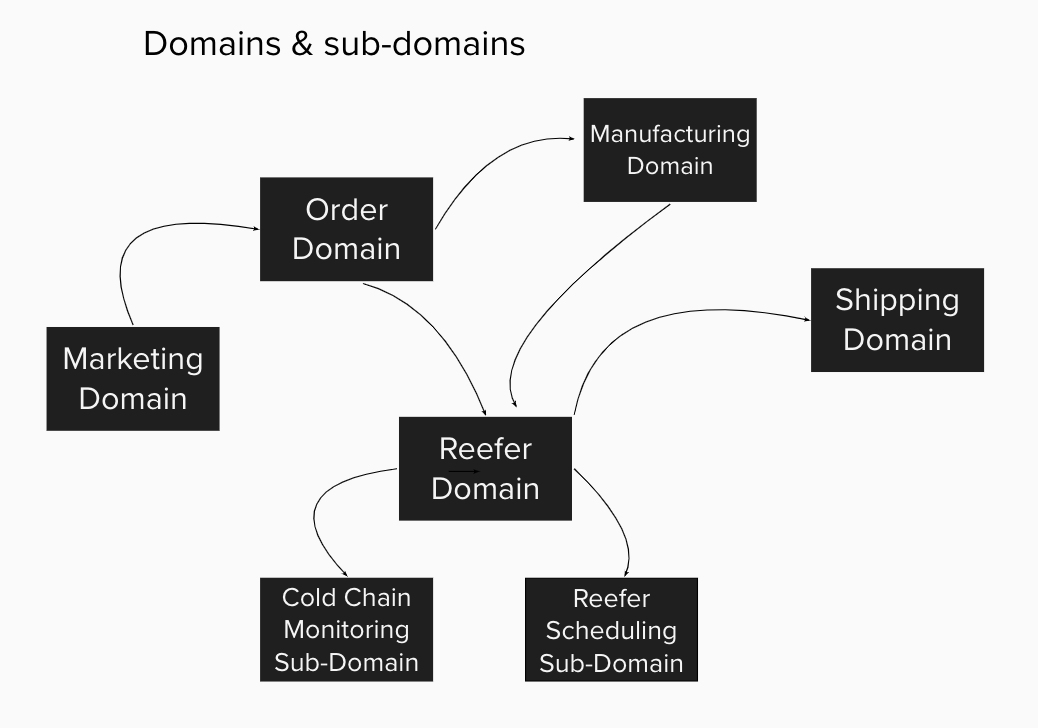 Domains & sub-domains
Manufacturing
Domain
Order
Domain
Shipping
Domain
Marketing
Domain
Reefer
Domain
Cold Chain
Monitoring
Sub-Domain
Reefer
Scheduling
Sub-Domain